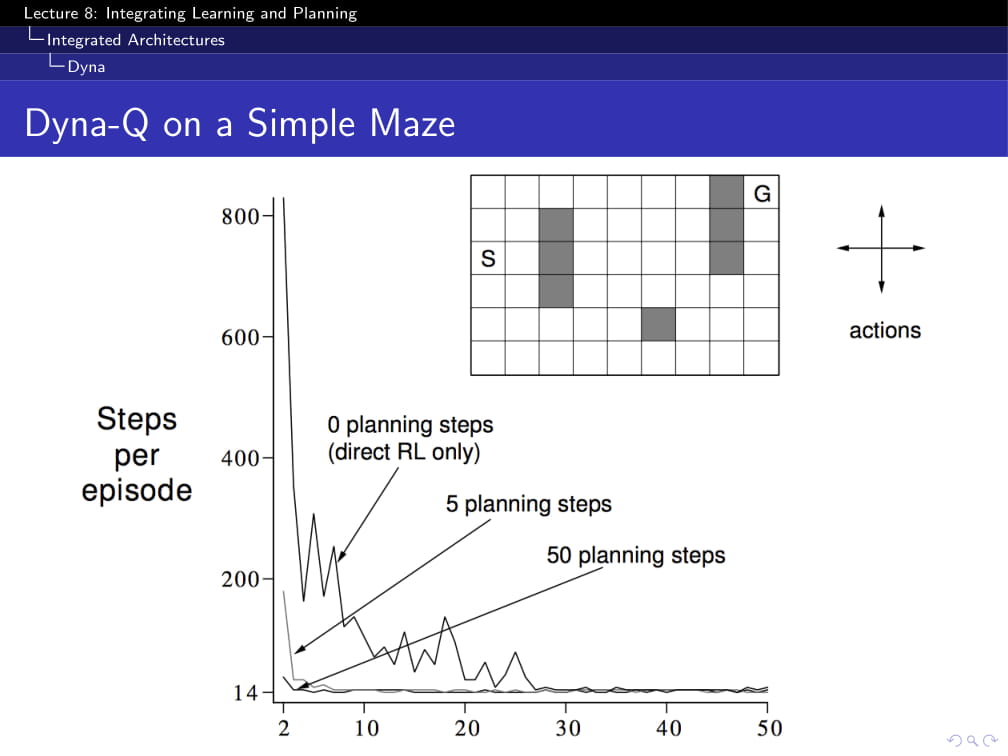 Lecture 8: Integrating Learning and Planning
Integrated Architectures
Dyna
Dyna-Q on a Simple Maze
G
S
actions
800
600
400
200
14
Steps
per
episode
0 planning steps
(direct RL only)
5 planning steps
50 planning steps
2 10 20 30 40 50